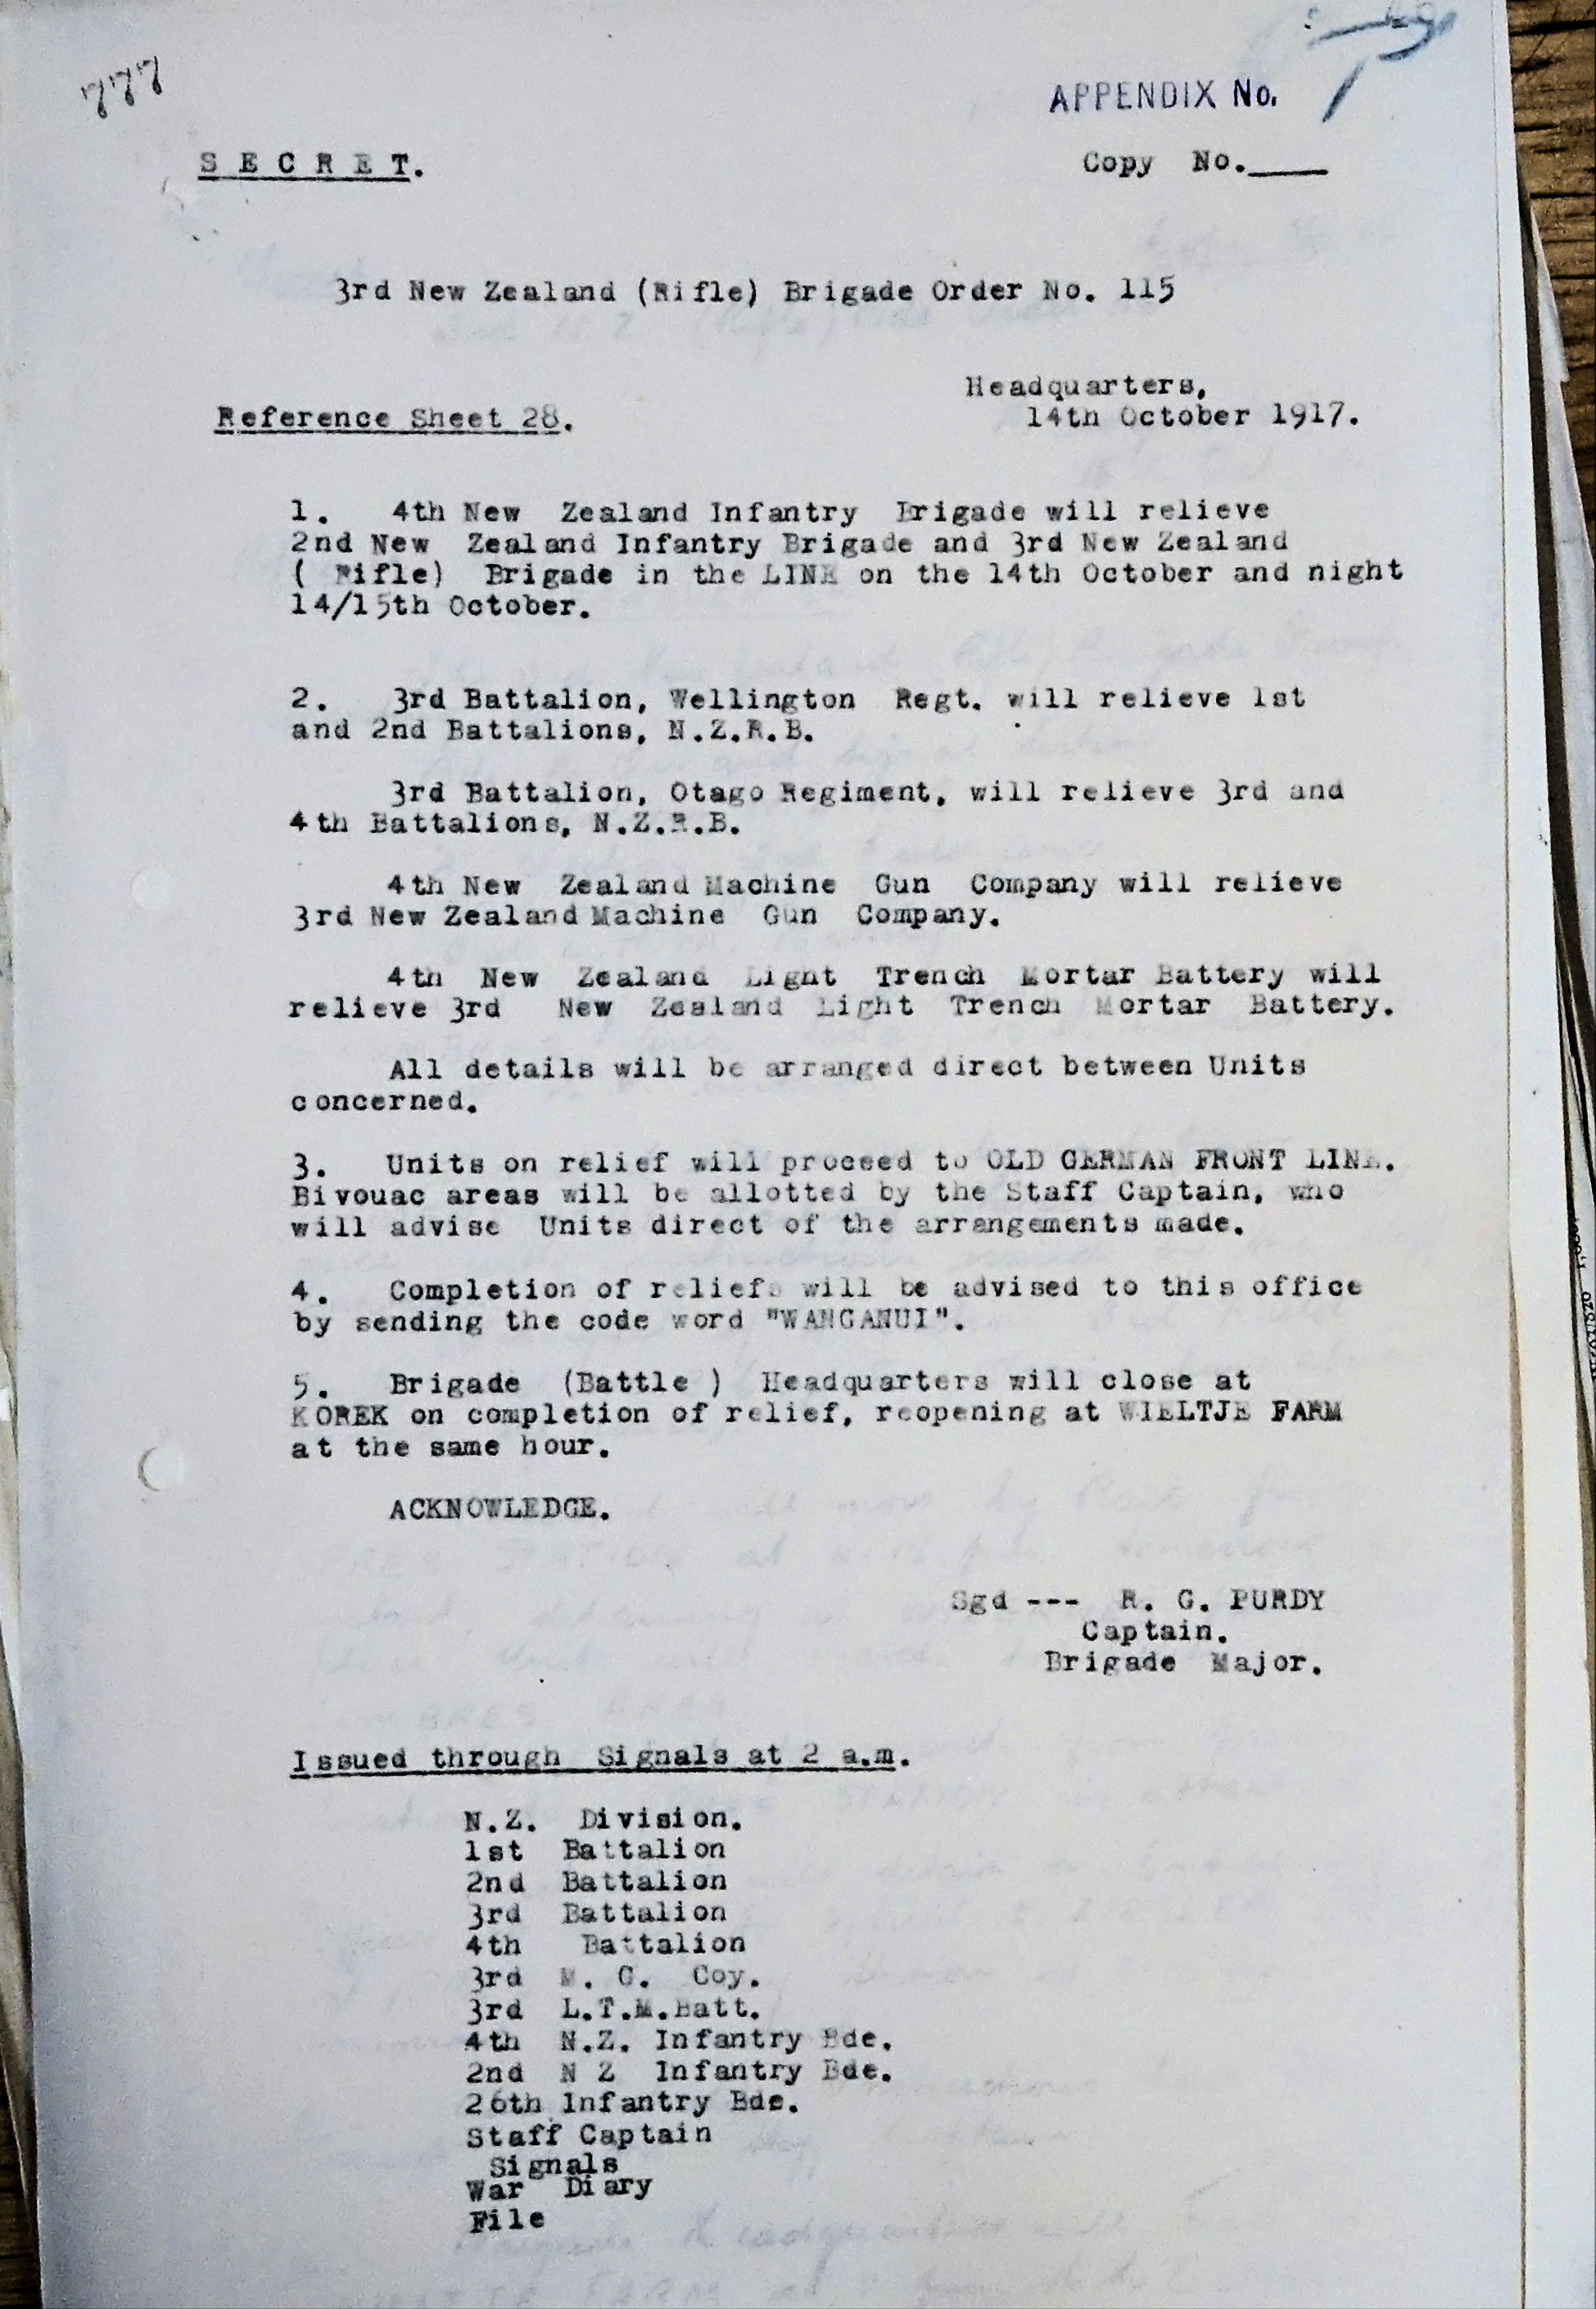 APPENDIX No.
SECRET.
Copy No.____
3rd New Zealand (Rifle) Brigade Order No. 115
Headquarters,
Reference Sheet 28.
14th October 1917.
1. 4th New Zealand Infantry Brigade will relieve
2nd New Zealand Infantry Brigade and 3rd New Zealand
( Rifle) Brigade in the LINE on the 14th October and night
14/15th October.
2. 3rd Battalion, Wellington Regt. will relieve 1st
and 2nd Battalions, N.Z.R.B.
3rd Battalion, Otago Regiment, will relieve 3rd and
4th Battalions, N.Z.R.B.
4th New Zealand Machine Gun Company will relieve
3rd New Zealand Machine Gun Company.
4th New Zealand Light Trench Mortar Battery will
relieve 3rd New Zealand Light Trench Mortar Battery.
All details will be arranged direct between Units
concerned.
3. Units on relief will proceed to OLD GERMAN FRONT LINE.
Bivouac areas will be allotted by the Staff Captain, who
will advise Units direct of the arrangements made.
4. Completion of reliefs will be advised to this office
by sending the code word "WANGANUI".
5. Brigade (Battle ) Headquarters will close at
KOREK on completion of relief, reopening at WIELTJE FARM
at the same hour.
ACKNOWLEDGE.
Sgd --- R. G. PURDY
Captain.
Brigade Major.
Issued through Signals at 2 a.m.
N.Z. Division.
1st Battalion
2nd Battalion
3rd Battalion
4th Battalion
3rd M. G. Coy.
3rd L.T.M.Batt.
4th N.Z. Infantry Bde.
2nd N Z Infantry Bde.
26th Infantry Bde.
Staff Captain
Signals
War Diary
File